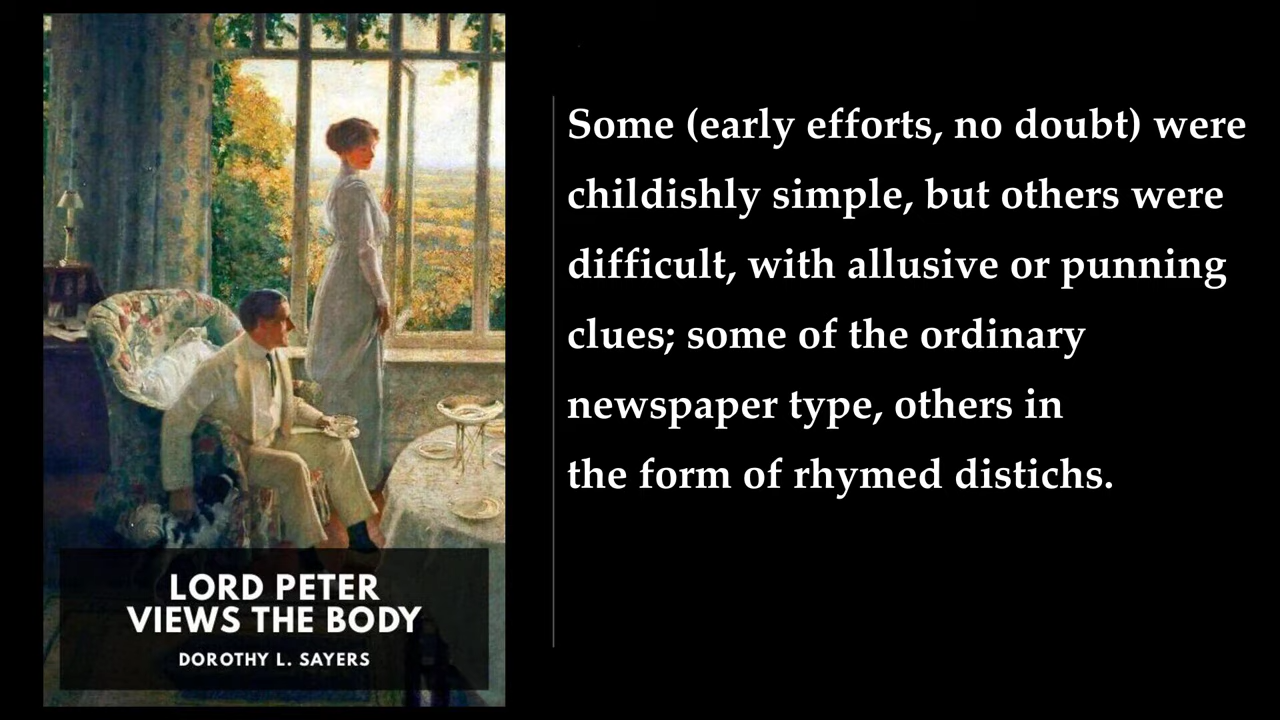 LORD PETER
VIEWS THE BODY
DOROTHY L. SAYERS
Some (early efforts, no doubt) were
childishly simple, but others were
difficult, with allusive or punning
clues; some of the ordinary
newspaper type, others in
the form of rhymed distichs.